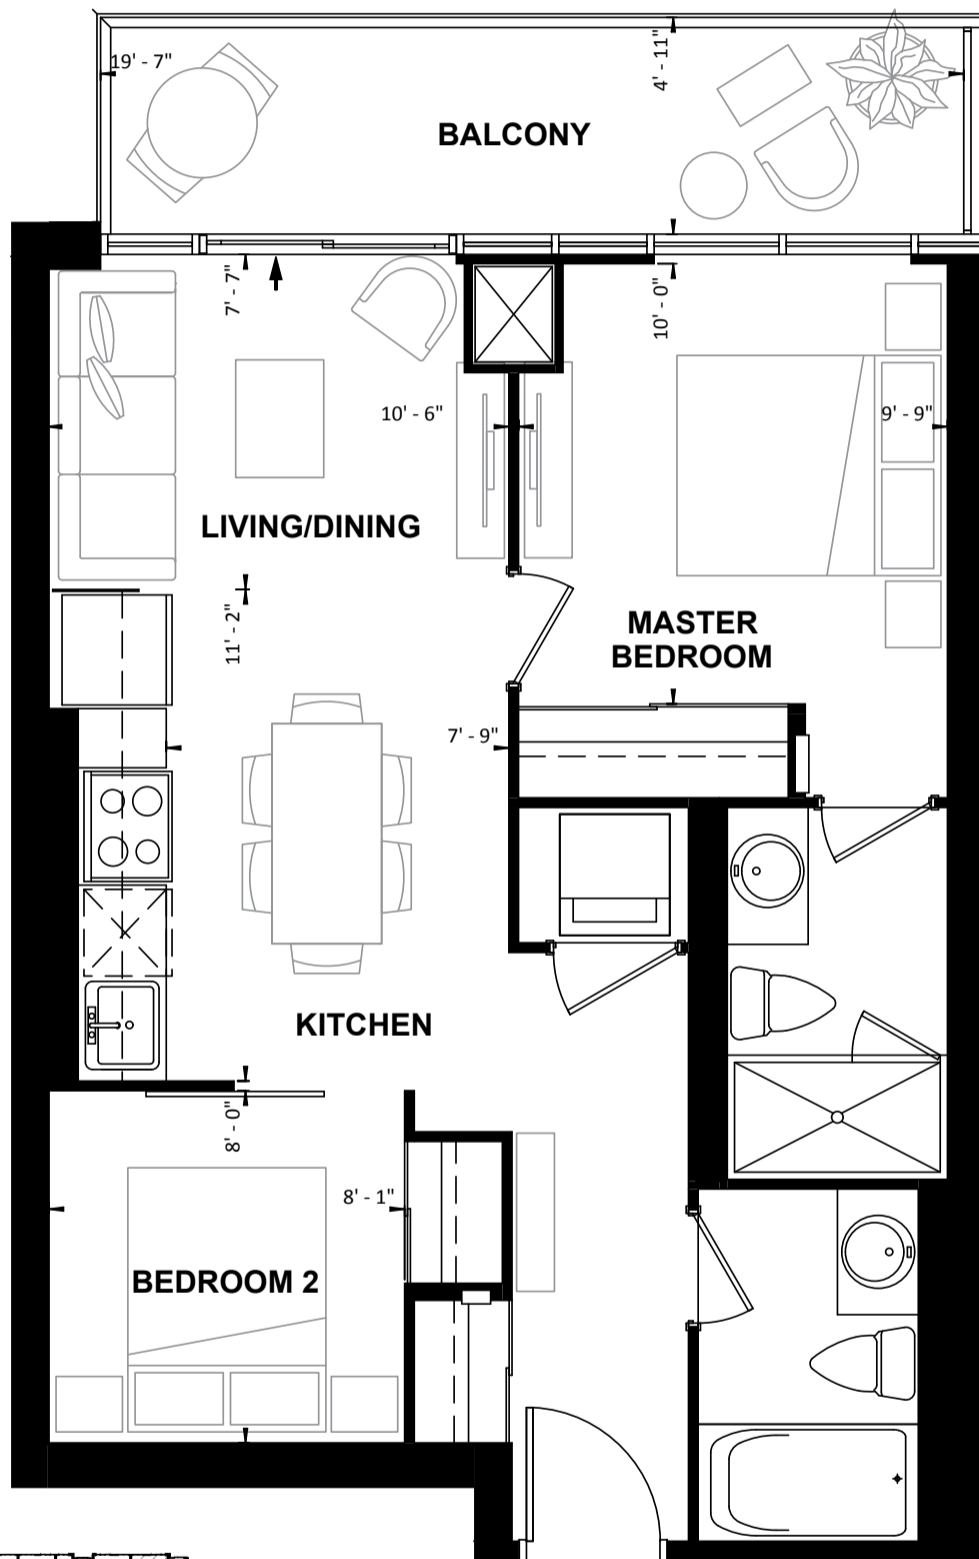 19' - 7"
4' - 11"
BALCONY
7' - 7"
10' - 0"
10' - 6"
9' - 9"
LIVING/DINING
11' - 2"
MASTER
BEDROOM
7' - 9"
KITCHEN
8' - 0"
8' - 1"
BEDROOM 2